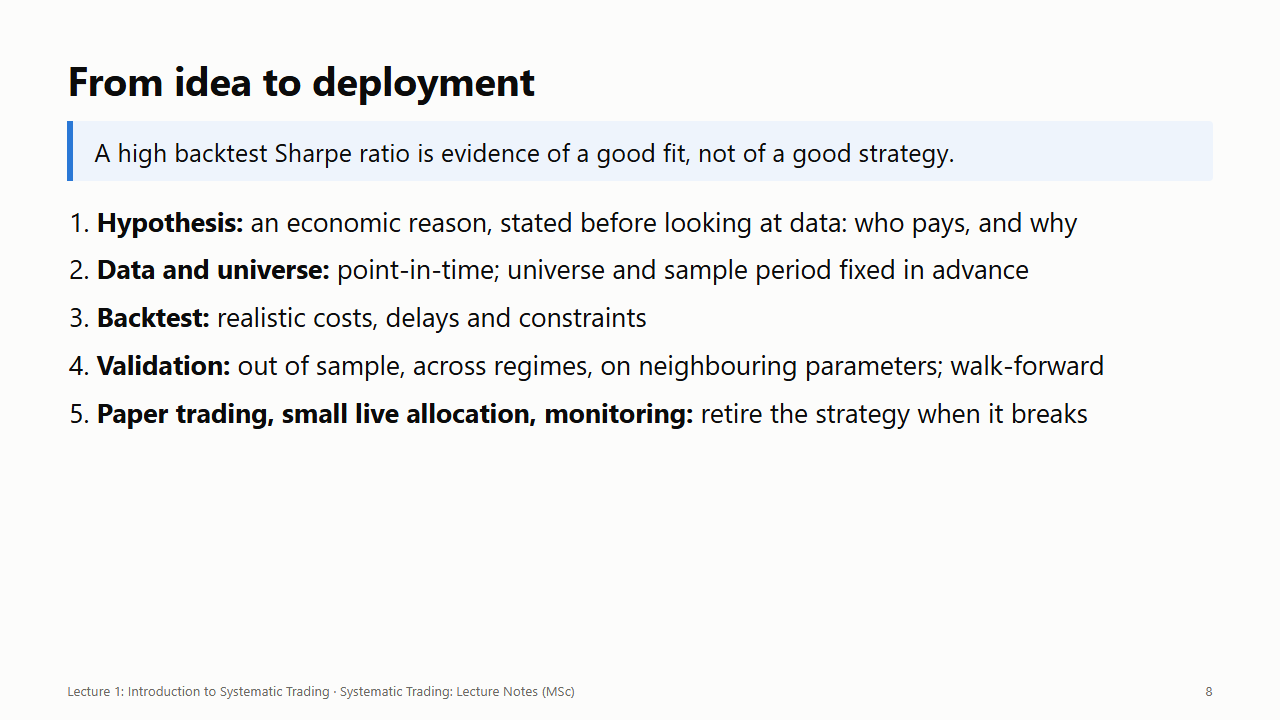 From idea to deployment
A high backtest Sharpe ratio is evidence of a good fit, not of a good strategy.
1. Hypothesis: an economic reason, stated before looking at data: who pays, and why
2. Data and universe: point-in-time; universe and sample period fixed in advance
3. Backtest: realistic costs, delays and constraints
4. Validation: out of sample, across regimes, on neighbouring parameters; walk-forward
5. Paper trading, small live allocation, monitoring: retire the strategy when it breaks
Lecture 1: Introduction to Systematic Trading · Systematic Trading: Lecture Notes (MSc)
8